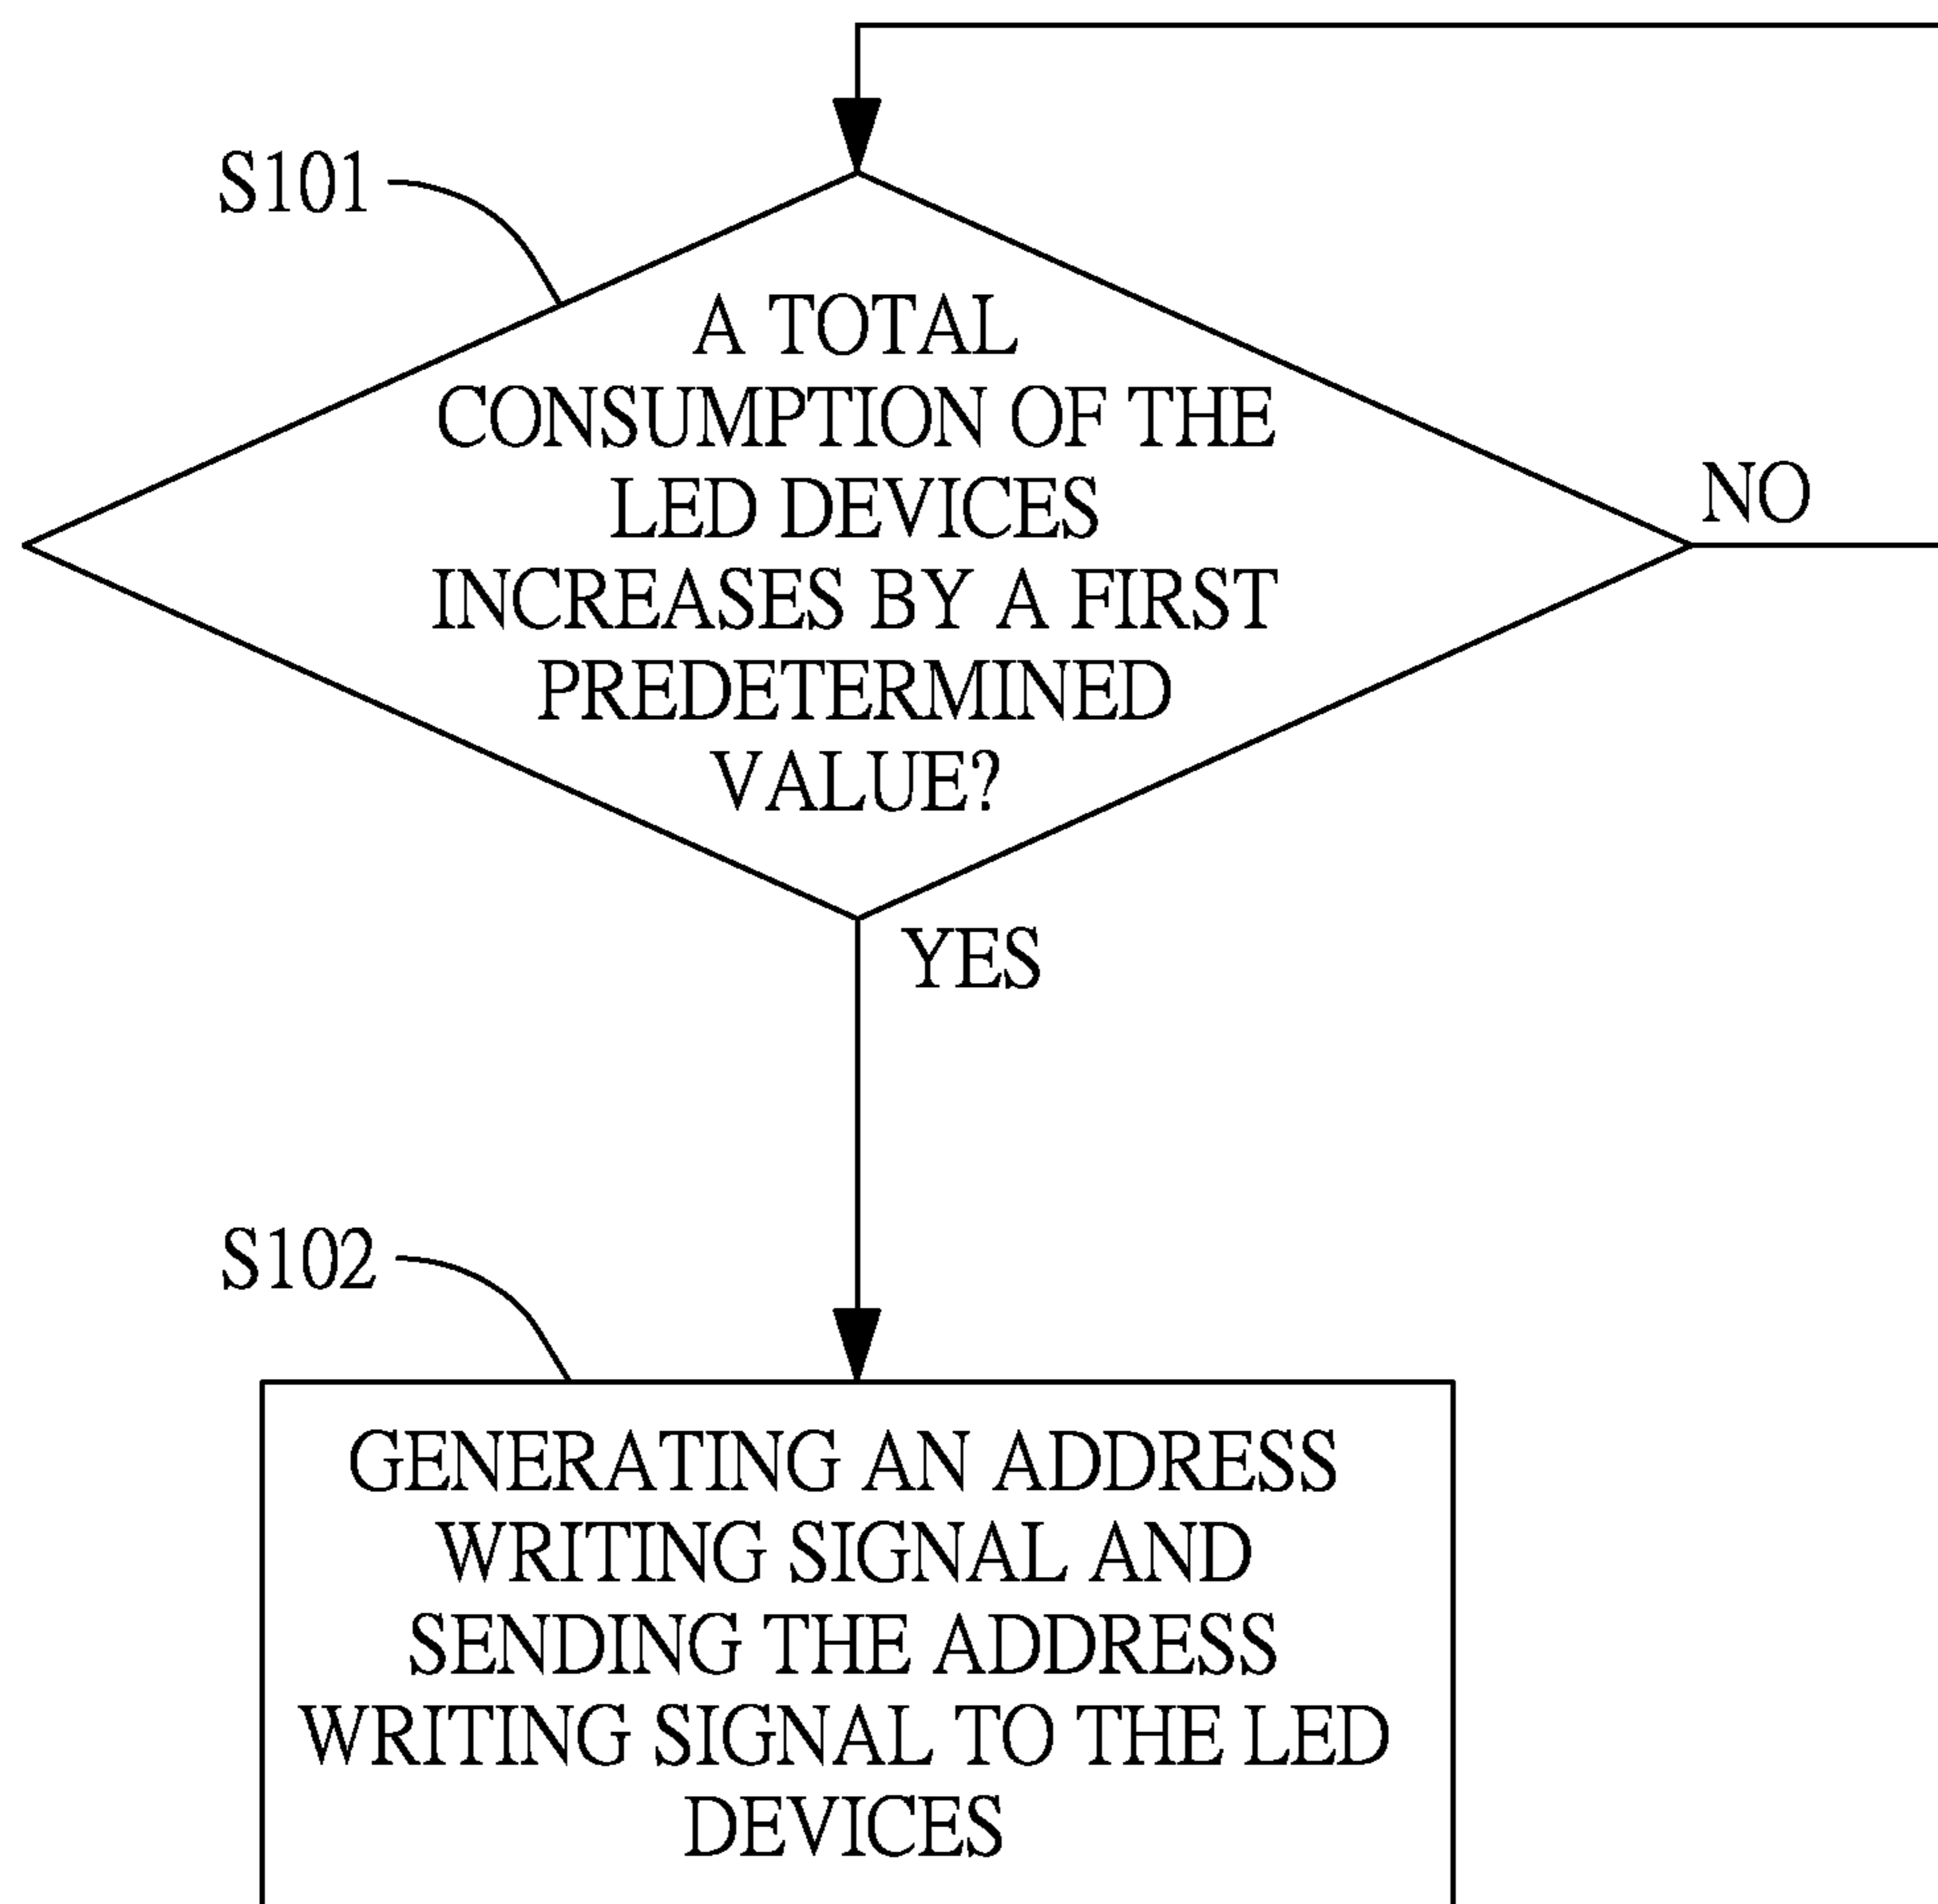 S101
A TOTAL
CONSUMPTION OF THE
LED DEVICES
INCREASES BY A FIRST
PREDETERMINED
VALUE?
NO
YES
S102
GENERATING AN ADDRESS
WRITING SIGNAL AND
SENDING THE ADDRESS
WRITING SIGNAL TO THE LED
DEVICES